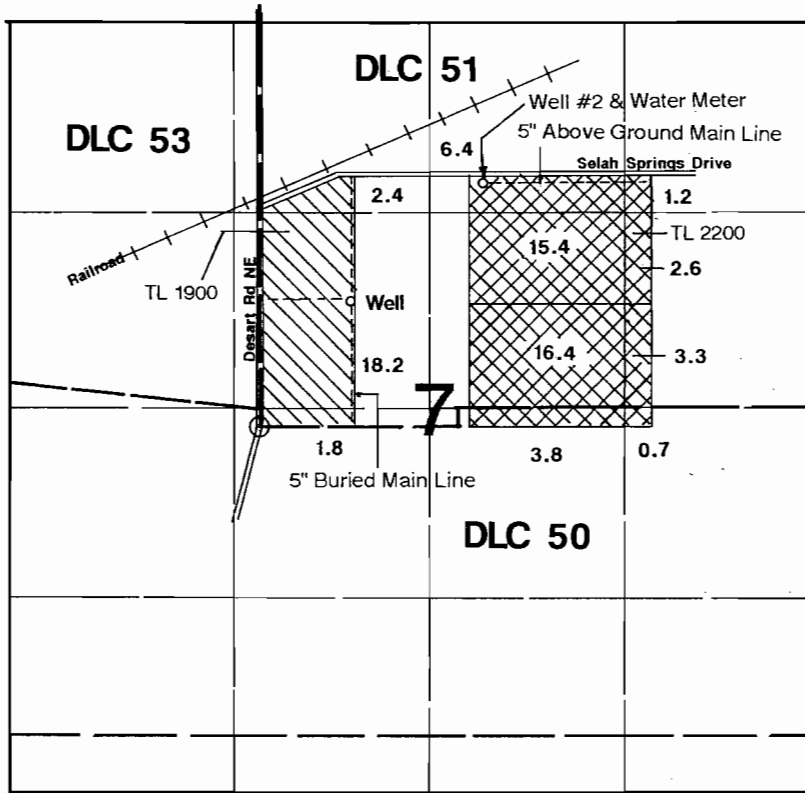 DLC 51
DLC 53
Well #2 & Water Meter
5" Above Ground Main Line
6.4
Selah Springs Drive
2.4
1.2
TL 2200
15.4
2.6
Railroad
TL 1900
Desart Rd NE
Well
18.2
16.4
3.3
7
1.8
3.8
0.7
5" Buried Main Line
DLC 50